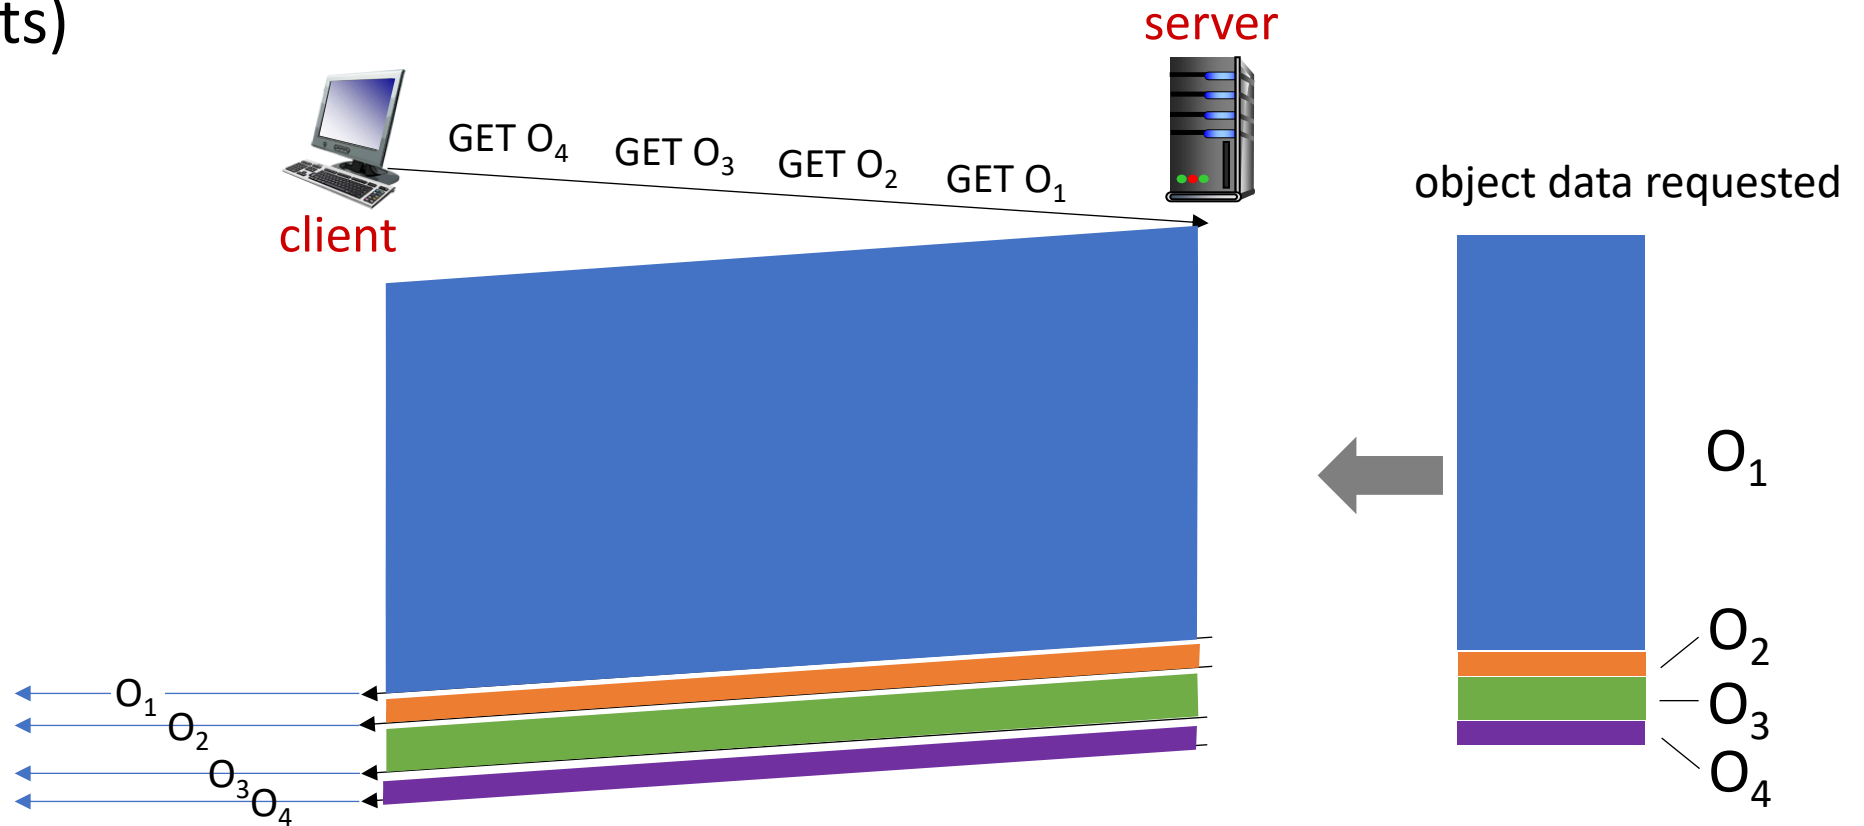 ts)
server
GET O4
GET O3
GET O2
GET O1
object data requested
client
O1
O2
O3
O4
O1
O2
O3
O4